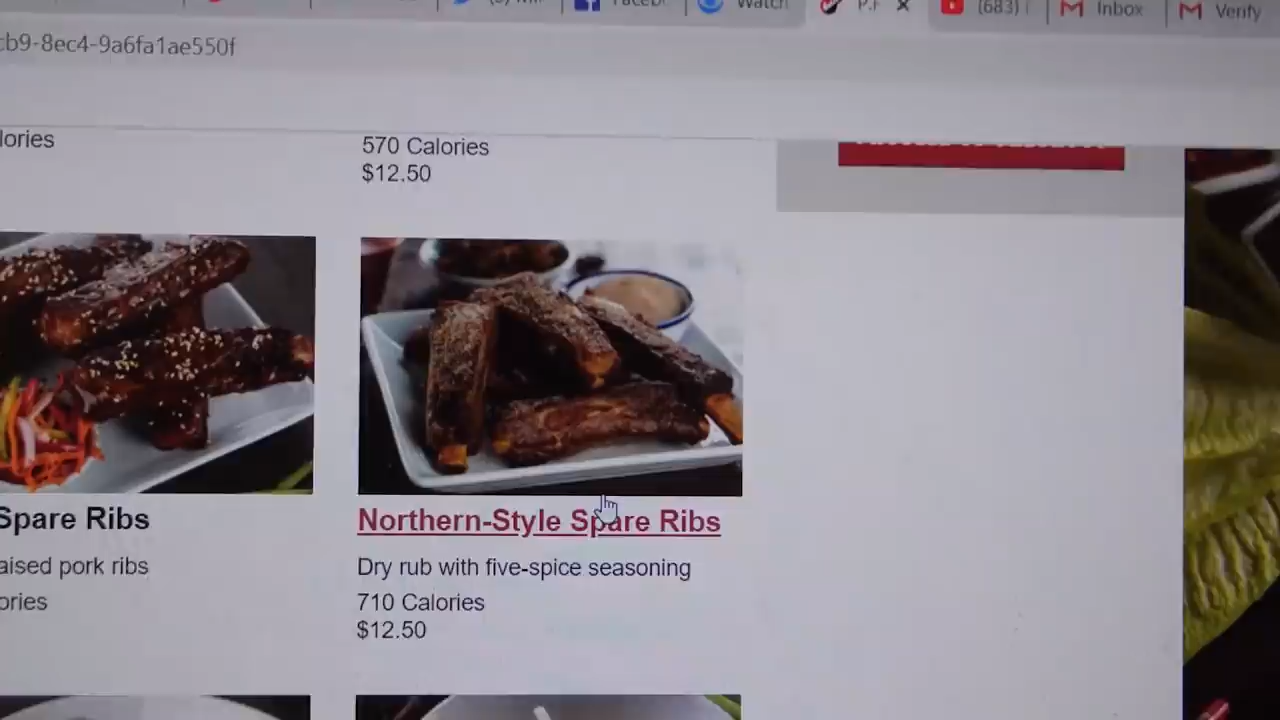 Watch
P.F
(683)
Inbox
Verify
cb9-8ec4-9a6fa1ae550f
lories
570 Calories
$12.50
Spare Ribs
Northern-Style Spare Ribs
aised pork ribs
Dry rub with five-spice seasoning
ories
710 Calories
$12.50